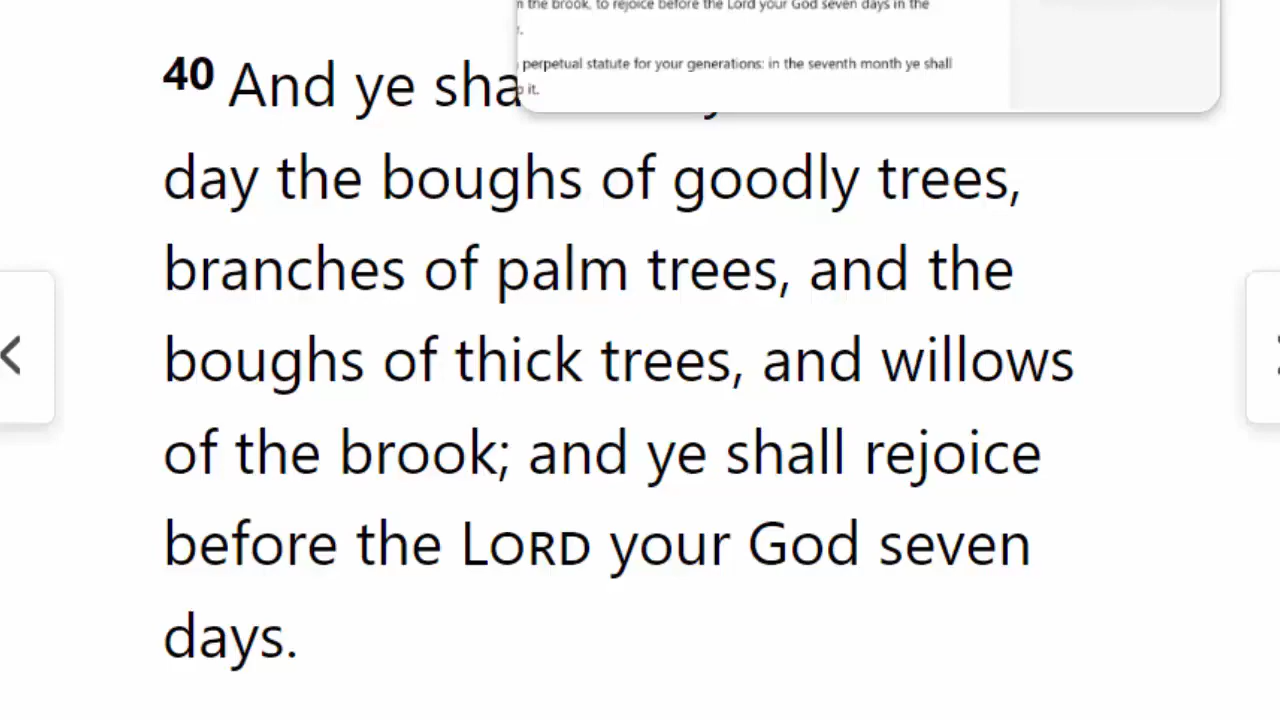 the brook, to rejoice before the Lord your God seven days in the
perpetual statute for your generations: in the seventh month ye shall
it.
40 And ye sha
day the boughs of goodly trees,
branches of palm trees, and the
boughs of thick trees, and willows
of the brook; and ye shall rejoice
before the LORD your God seven
days.